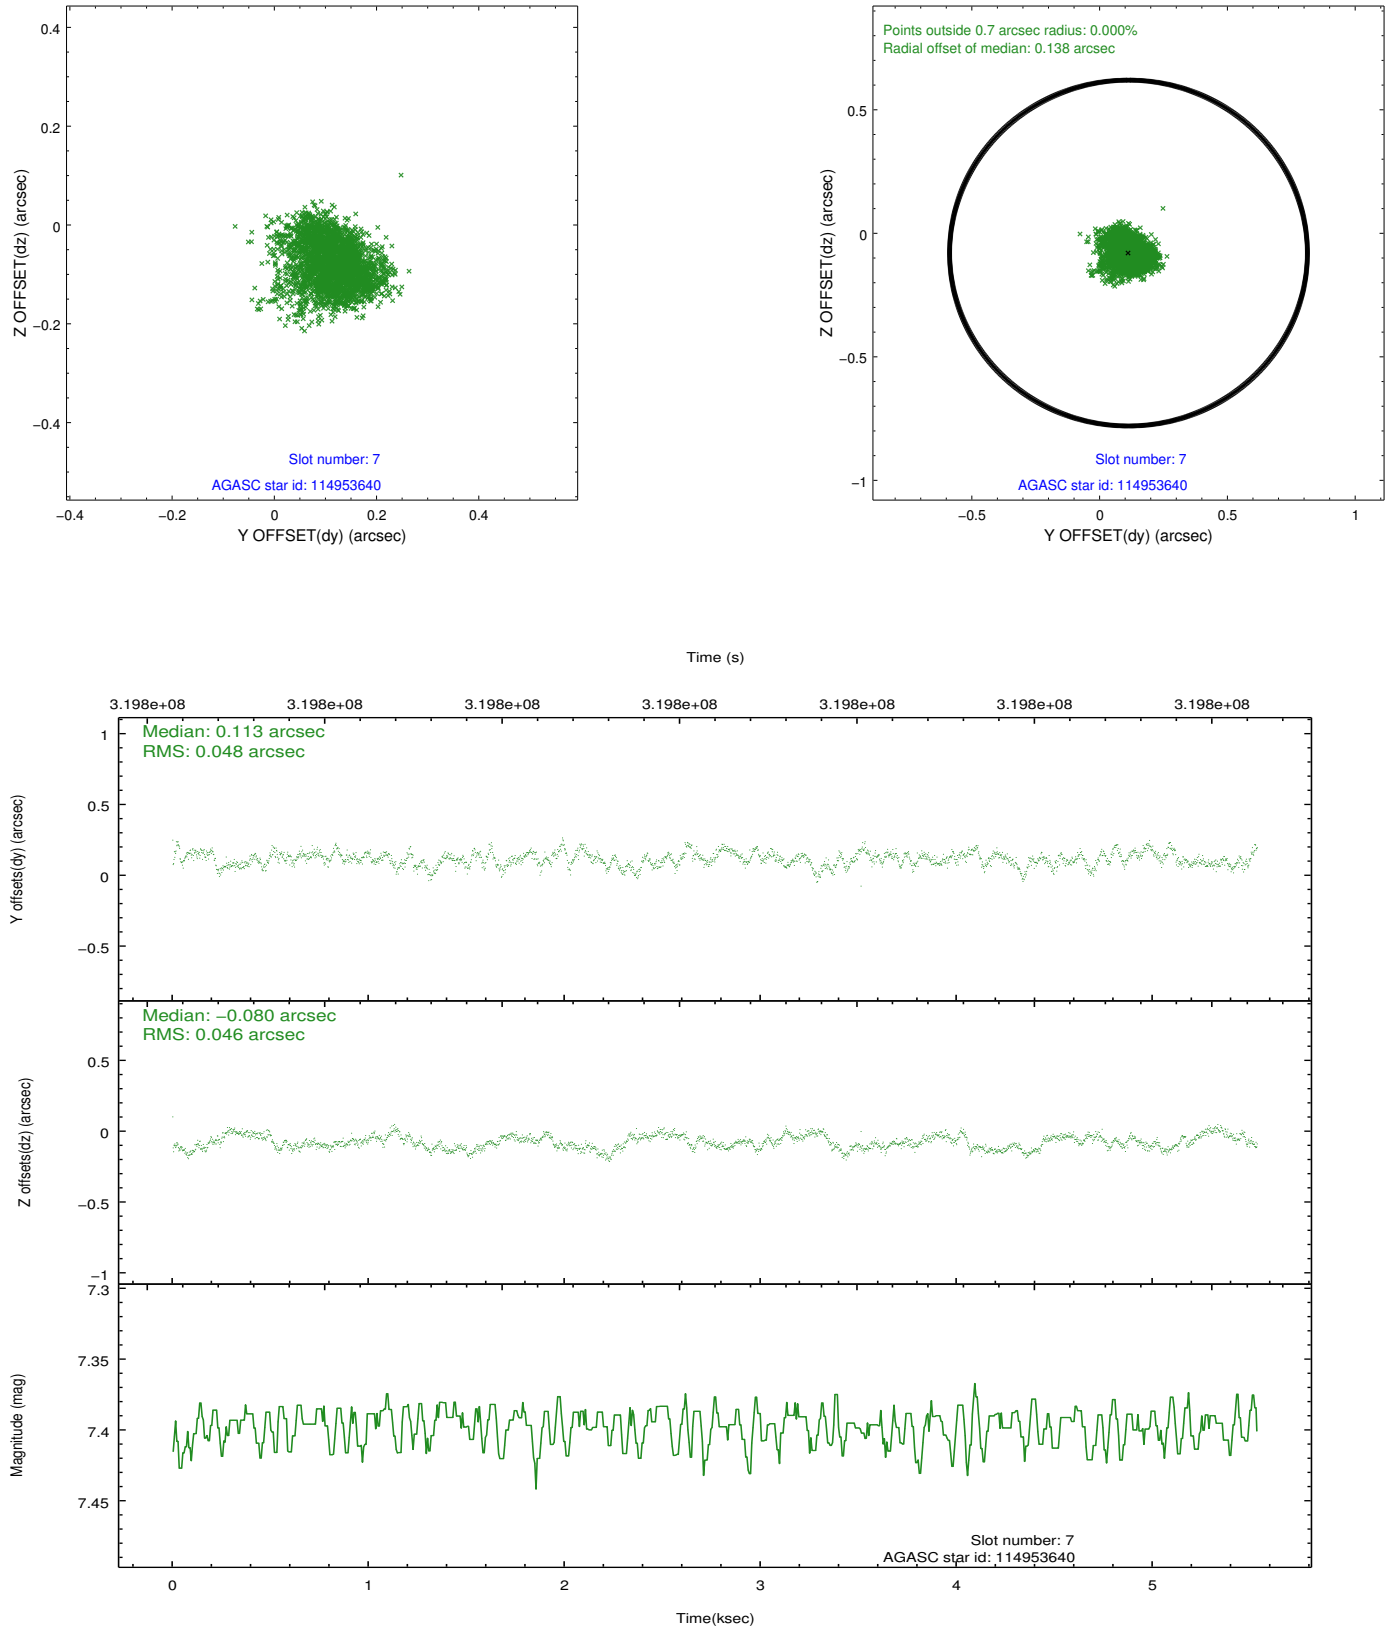 0.4
0.2
0
−0.2
−0.4
Z OFFSET(dz) (arcsec)
Slot number: 7
AGASC star id: 114953640
−0.4 −0.2 0 0.2 0.4
Y OFFSET(dy) (arcsec)
Points outside 0.7 arcsec radius: 0.000%
Radial offset of median: 0.138 arcsec
0.5
0
−0.5
−1
Z OFFSET(dz) (arcsec)
Slot number: 7
AGASC star id: 114953640
−0.5 0 0.5 1
Y OFFSET(dy) (arcsec)
Time (s)
3.198e+08 3.198e+08 3.198e+08 3.198e+08 3.198e+08 3.198e+08 3.198e+08
Median: 0.113 arcsec
RMS: 0.048 arcsec
1
0.5
0
−0.5
Y offsets(dy) (arcsec)
Median: −0.080 arcsec
RMS: 0.046 arcsec
0.5
0
−0.5
−1
Z offsets(dz) (arcsec)
7.3
7.35
7.4
7.45
Magnitude (mag)
Slot number: 7
AGASC star id: 114953640
0 1 2 3 4 5
Time(ksec)